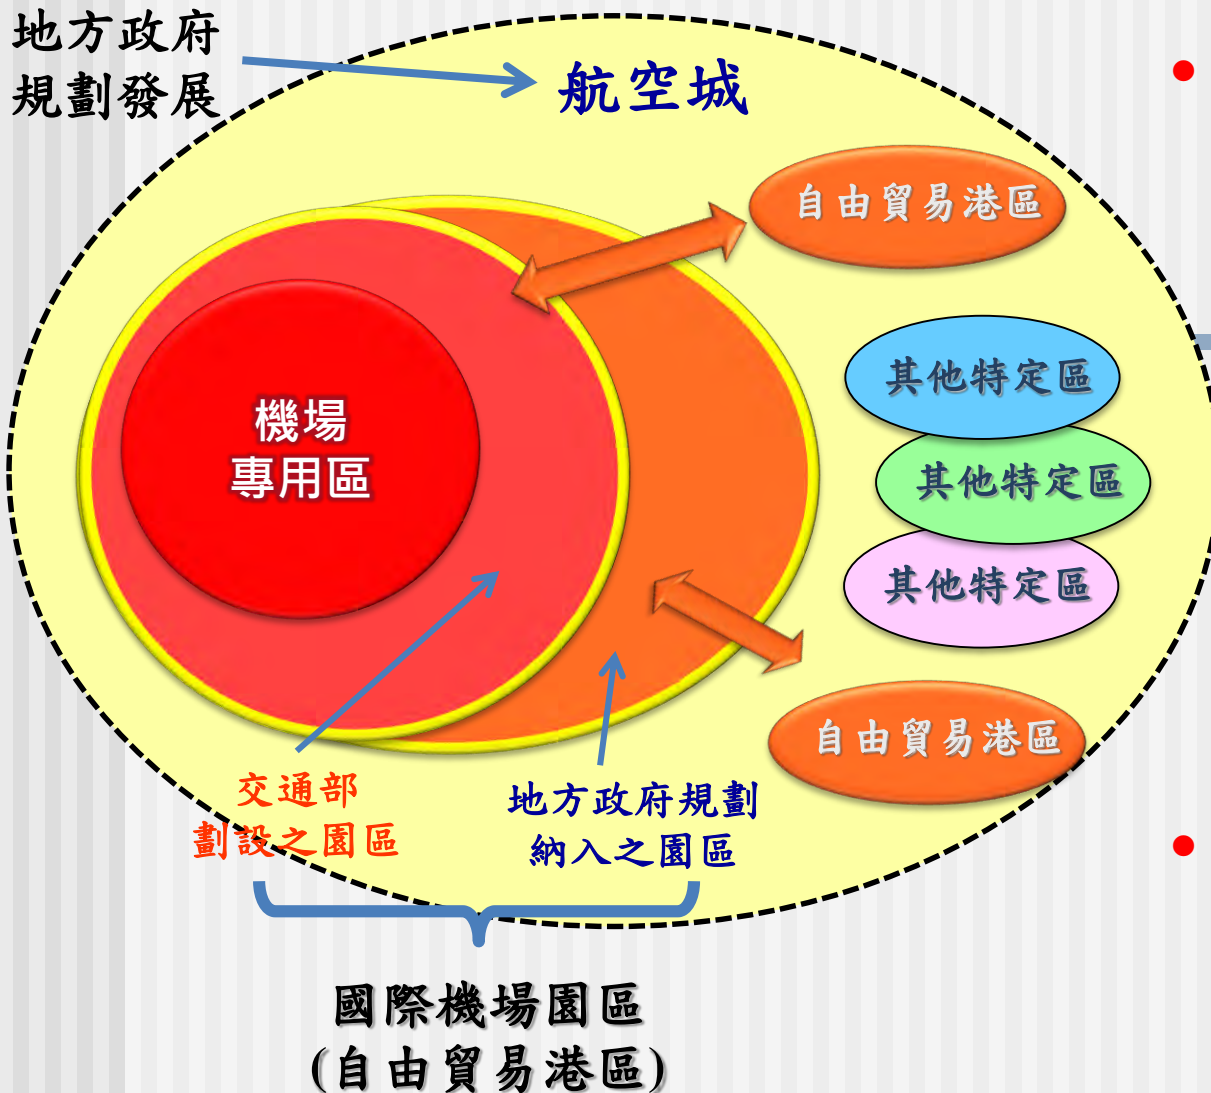 地方政府
規劃發展
航空城
自由貿易港區
其他特定區
機場
專用區
其他特定區
其他特定區
自由貿易港區
交通部
劃設之園區
地方政府規劃
納入之園區
國際機場園區
(自由貿易港區)